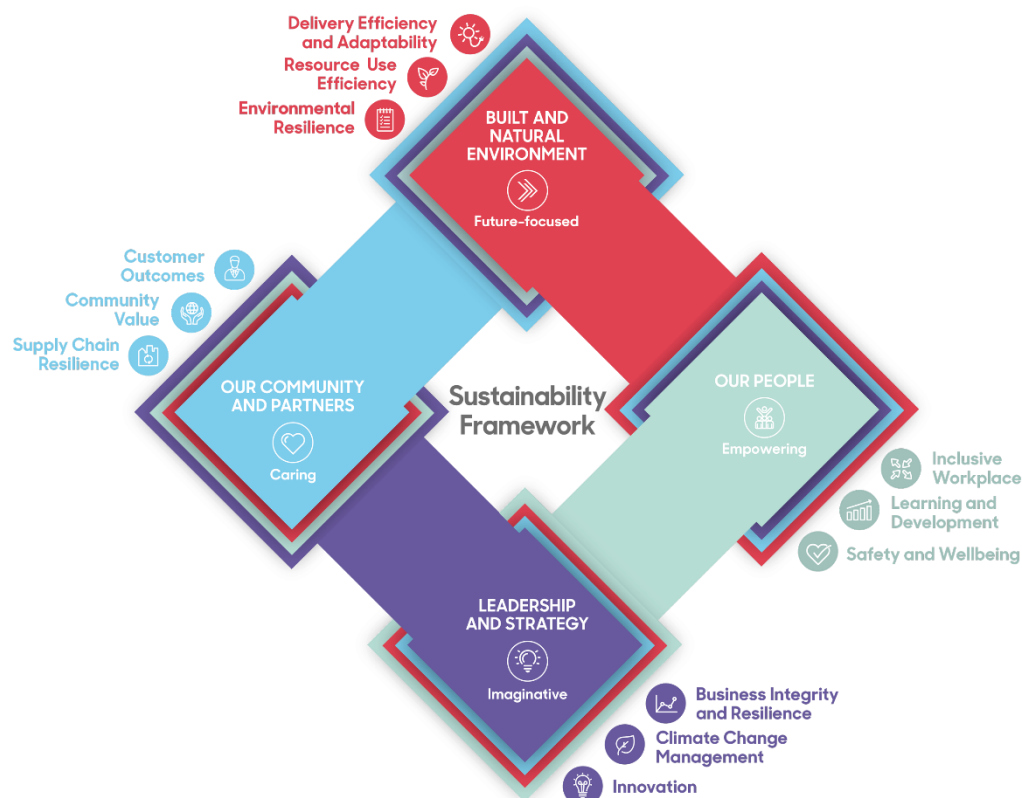 Delivery Efficiency
and Adaptability
Resource Use
Efficiency
Environmental
Resilience
BUILT AND
NATURAL
ENVIRONMENT
Future-focused
Customer
Outcomes
Community
Value
Supply Chain
Resilience
OUR COMMUNITY
AND PARTNERS
Caring
Sustainability
Framework
OUR PEOPLE
Empowering
Inclusive
Workplace
Learning and
Development
Safety and Wellbeing
LEADERSHIP
AND STRATEGY
Imaginative
Business Integrity
and Resilience
Climate Change
Management
Innovation